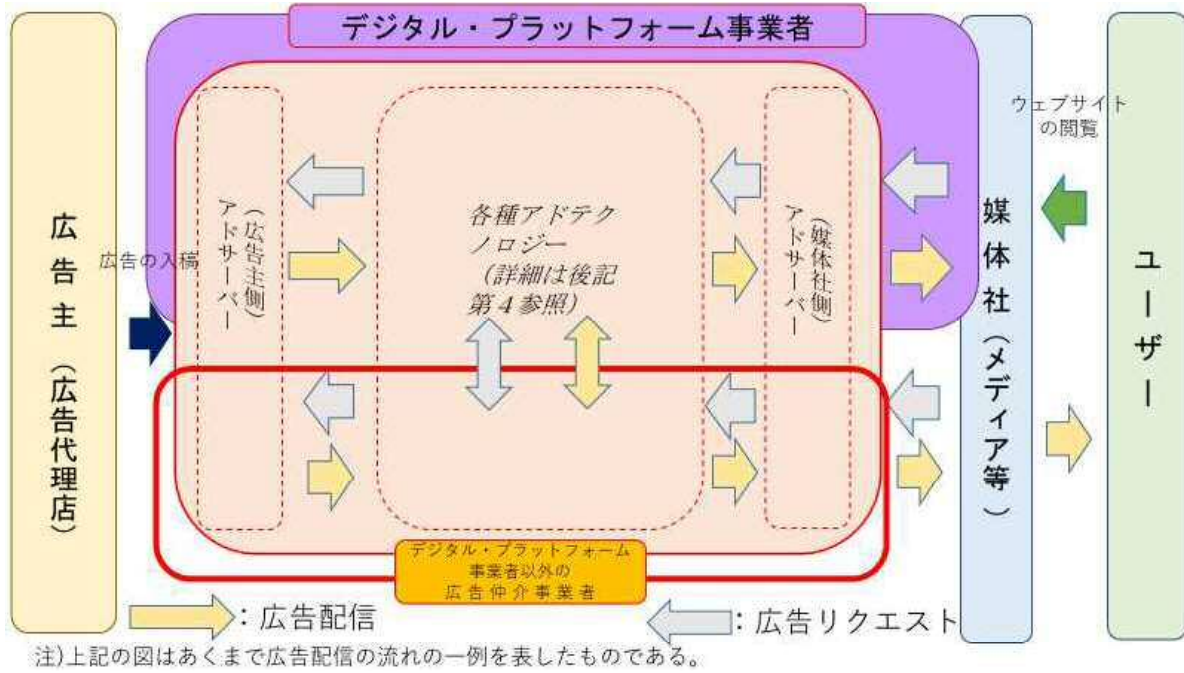 デジタル・プラットフォーム事業者
広告主（広告代理店）
広告の入稿
アドサーバー
（広告主側）
各種アドテク
ノロジー
（詳細は後記
第４参照）
（媒体社側）
アドサーバー
媒体社（メディア等）
ウェブサイト
の閲覧
ユーザー
デジタル・プラットフォーム
事業者以外の
広告仲介事業者
：広告配信
：広告リクエスト
注)上記の図はあくまで広告配信の流れの一例を表したものである。